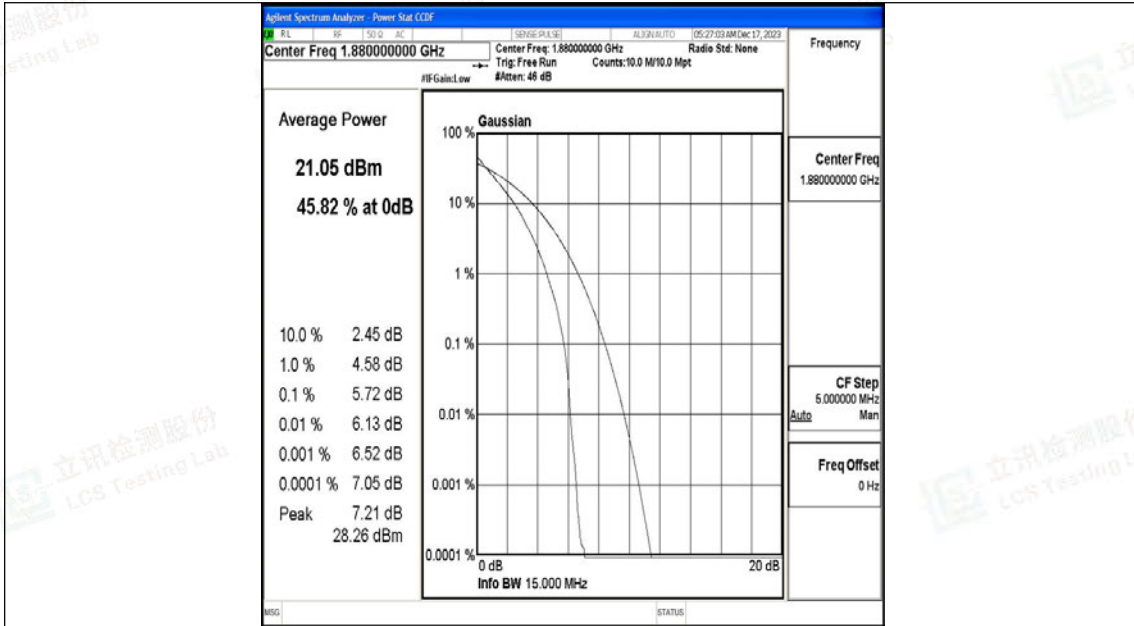 Agilent Spectrum Analyzer - Power Stat CCDF
RL RF 50 Ω AC SENSE:PULSE ALIGN AUTO 05:27:03 AM Dec 17, 2023
Center Freq 1.880000000 GHz
Center Freq: 1.880000000 GHz Radio Std: None
Trig: Free Run Counts:10.0 M/10.0 Mpt
#IFGain:Low #Atten: 46 dB
Frequency
Average Power
21.05 dBm
45.82 % at 0dB
10.0 % 2.45 dB
1.0 % 4.58 dB
0.1 % 5.72 dB
0.01 % 6.13 dB
0.001 % 6.52 dB
0.0001 % 7.05 dB
Peak 7.21 dB
28.26 dBm
Gaussian
100 %
10 %
1 %
0.1 %
0.01 %
0.001 %
0.0001 %
0 dB 20 dB
Info BW 15.000 MHz
Center Freq
1.880000000 GHz
CF Step
5.000000 MHz
Auto Man
Freq Offset
0 Hz
MSG STATUS
立讯检测股份
LCS Testing Lab
立讯检测股份
LCS Testing